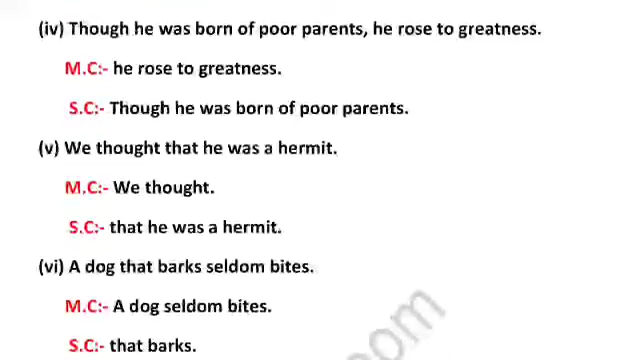 (iv) Though he was born of poor parents, he rose to greatness.
M.C:- he rose to greatness.
S.C:- Though he was born of poor parents.
(v) We thought that he was a hermit.
M.C:- We thought.
S.C:- that he was a hermit.
(vi) A dog that barks seldom bites.
M.C:- A dog seldom bites.
S.C:- that barks.